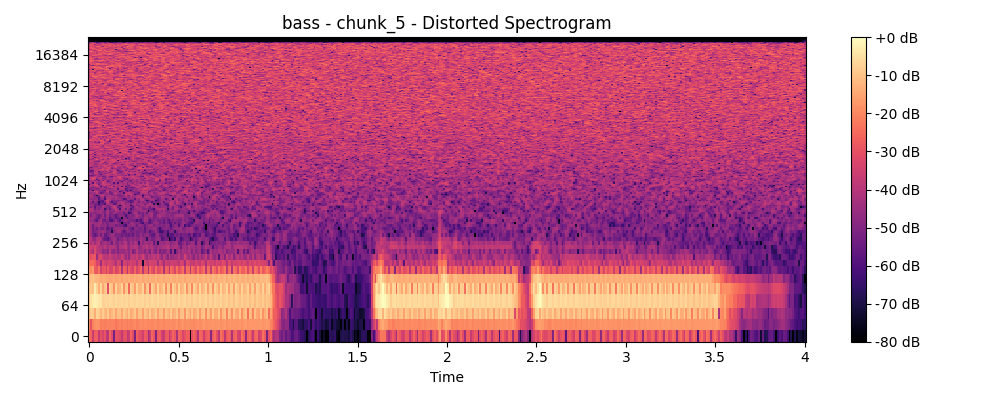 bass - chunk_5 - Distorted Spectrogram
Hz
16384
8192
4096
2048
1024
512
256
128
64
0
0 0.5 1 1.5 2 2.5 3 3.5 4
Time
+0 dB
-10 dB
-20 dB
-30 dB
-40 dB
-50 dB
-60 dB
-70 dB
-80 dB